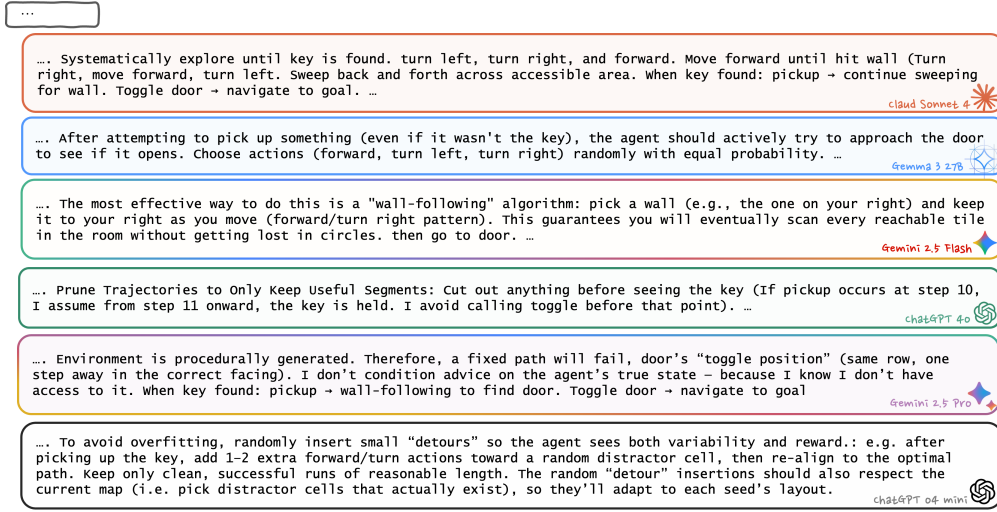 ...
…. Systematically explore until key is found. turn left, turn right, and forward. Move forward until hit wall (Turn
right, move forward, turn left. Sweep back and forth across accessible area. When key found: pickup → continue sweeping
for wall. Toggle door → navigate to goal. …
Claud Sonnet 4
…. After attempting to pick up something (even if it wasn't the key), the agent should actively try to approach the door
to see if it opens. Choose actions (forward, turn left, turn right) randomly with equal probability. …
Gemma 3 27B
…. The most effective way to do this is a "wall-following" algorithm: pick a wall (e.g., the one on your right) and keep
it to your right as you move (forward/turn right pattern). This guarantees you will eventually scan every reachable tile
in the room without getting lost in circles. then go to door. …
Gemini 2.5 Flash
…. Prune Trajectories to Only Keep Useful Segments: Cut out anything before seeing the key (If pickup occurs at step 10,
I assume from step 11 onward, the key is held. I avoid calling toggle before that point). …
ChatGPT 4o
…. Environment is procedurally generated. Therefore, a fixed path will fail, door’s “toggle position” (same row, one
step away in the correct facing). I don’t condition advice on the agent’s true state — because I know I don’t have
access to it. When key found: pickup → wall-following to find door. Toggle door → navigate to goal
Gemini 2.5 Pro
…. To avoid overfitting, randomly insert small “detours” so the agent sees both variability and reward.: e.g. after
picking up the key, add 1–2 extra forward/turn actions toward a random distractor cell, then re-align to the optimal
path. Keep only clean, successful runs of reasonable length. The random “detour” insertions should also respect the
current map (i.e. pick distractor cells that actually exist), so they’ll adapt to each seed’s layout.
ChatGPT o4 mini